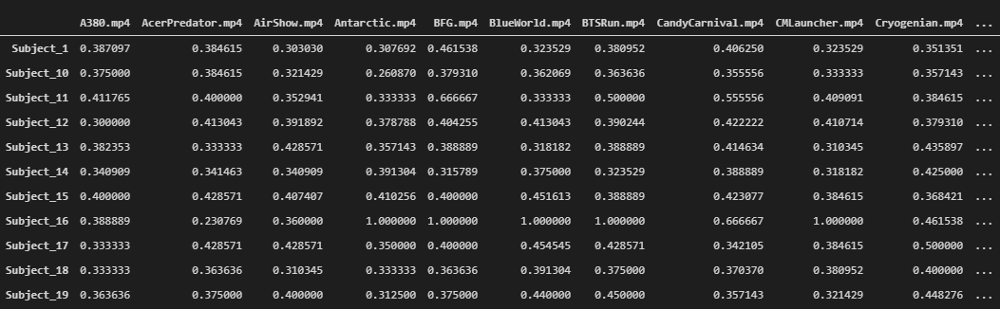 A380.mp4 AcerPredator.mp4 AirShow.mp4 Antarctic.mp4 BFG.mp4 BlueWorld.mp4 BTSRun.mp4 CandyCarnival.mp4 CMLauncher.mp4 Cryogenian.mp4 ...
Subject_1 0.387097 0.384615 0.303030 0.307692 0.461538 0.323529 0.380952 0.406250 0.323529 0.351351 ...
Subject_10 0.375000 0.384615 0.321429 0.260870 0.379310 0.362069 0.363636 0.355556 0.333333 0.357143 ...
Subject_11 0.411765 0.400000 0.352941 0.333333 0.666667 0.333333 0.500000 0.555556 0.409091 0.384615 ...
Subject_12 0.300000 0.413043 0.391892 0.378788 0.404255 0.413043 0.390244 0.422222 0.410714 0.379310 ...
Subject_13 0.382353 0.333333 0.428571 0.357143 0.388889 0.318182 0.388889 0.414634 0.310345 0.435897 ...
Subject_14 0.340909 0.341463 0.340909 0.391304 0.315789 0.375000 0.323529 0.388889 0.318182 0.425000 ...
Subject_15 0.400000 0.428571 0.407407 0.410256 0.400000 0.451613 0.388889 0.423077 0.384615 0.368421 ...
Subject_16 0.388889 0.230769 0.360000 1.000000 1.000000 1.000000 1.000000 0.666667 1.000000 0.461538 ...
Subject_17 0.333333 0.428571 0.428571 0.350000 0.400000 0.454545 0.428571 0.342105 0.384615 0.500000 ...
Subject_18 0.333333 0.363636 0.310345 0.333333 0.363636 0.391304 0.375000 0.370370 0.380952 0.400000 ...
Subject_19 0.363636 0.375000 0.400000 0.312500 0.375000 0.440000 0.450000 0.357143 0.321429 0.448276 ...